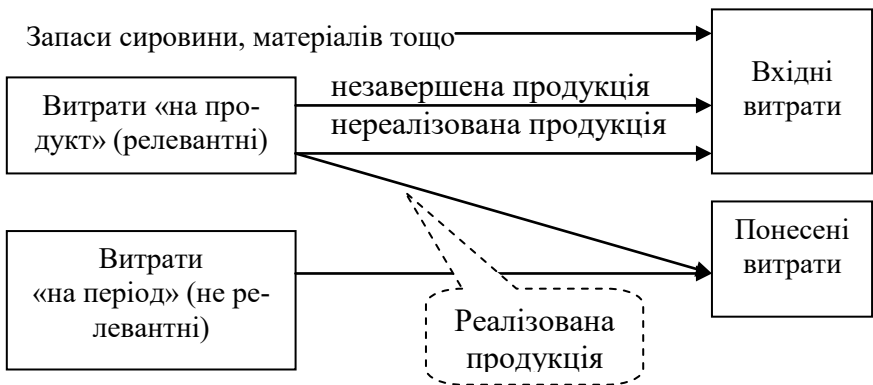 Запаси сировини, матеріалів тощо
Вхідні
витрати
незавершена продукція
Витрати «на про-
дукт» (релевантні)
нереалізована продукція
Понесені
витрати
Витрати
«на період» (не ре-
левантні)
Реалізована
продукція